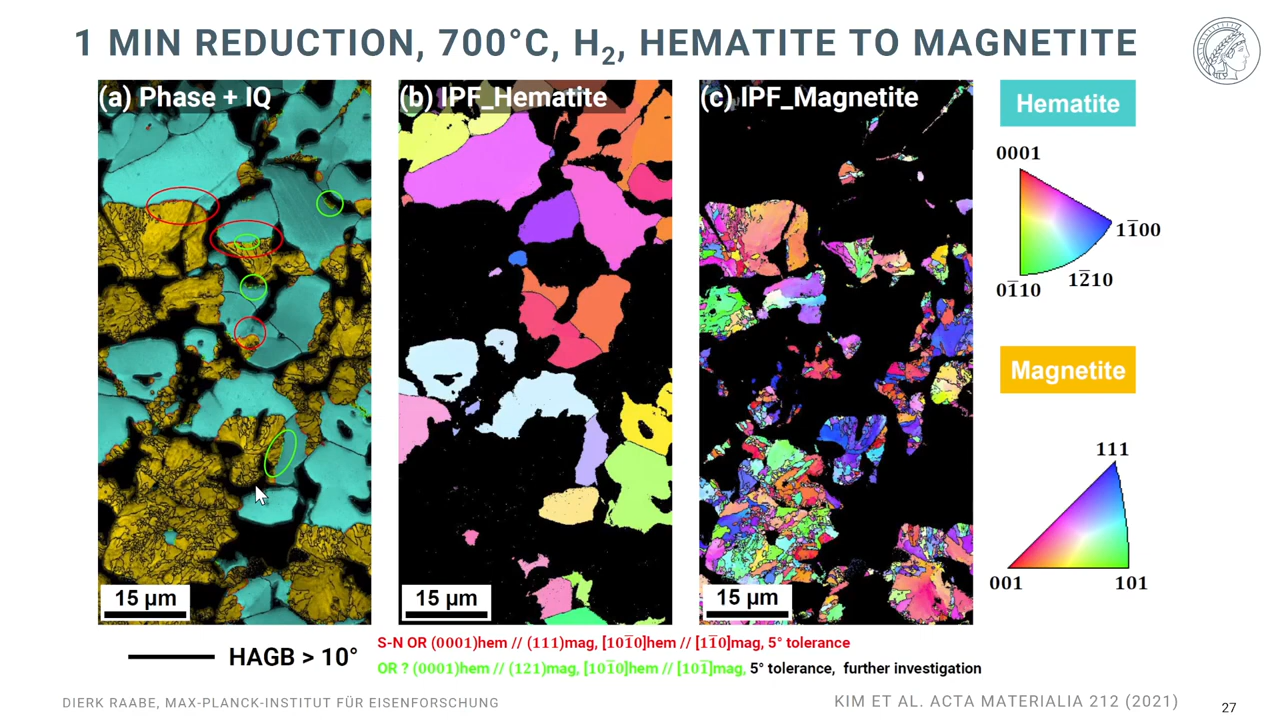 1 MIN REDUCTION, 700°C, H₂, HEMATITE TO MAGNETITE
(a) Phase + IQ
(b) IPF_Hematite
(c) IPF_Magnetite
Hematite
0001
11̄00
12̄10
01̄10
Magnetite
111
001
101
15 µm
15 µm
15 µm
HAGB > 10°
S-N OR (0001)hem // (111)mag, [101̄0]hem // [11̄0]mag, 5° tolerance
OR ? (0001)hem // (121)mag, [101̄0]hem // [101̄]mag, 5° tolerance, further investigation
DIERK RAABE, MAX-PLANCK-INSTITUT FÜR EISENFORSCHUNG
KIM ET AL. ACTA MATERIALIA 212 (2021)
27